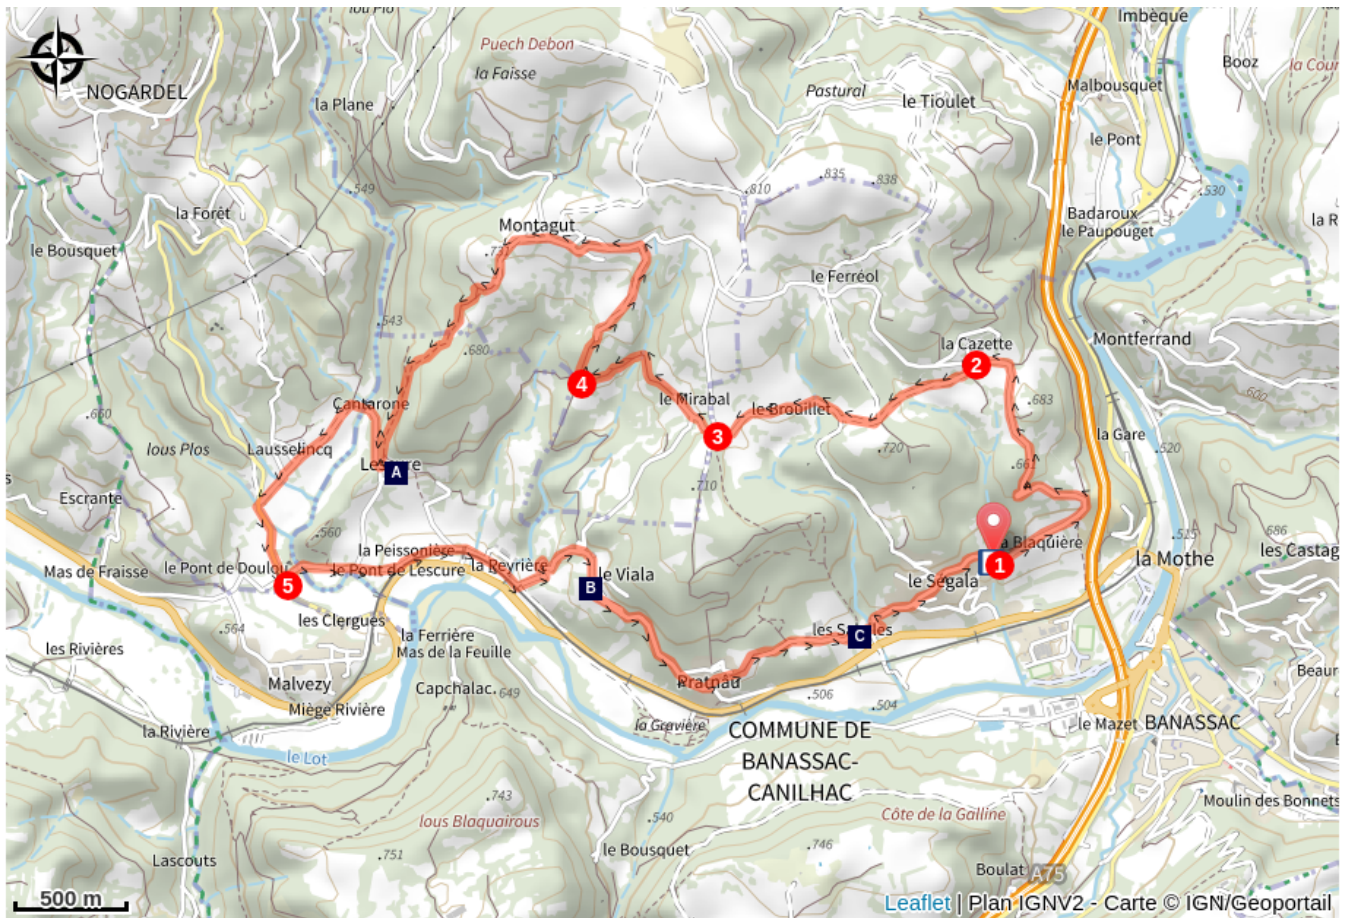 lou Plo
Imbèque
Puech Debon
la Faisse
Booz
la Cour
NOGARDEL
Pastural
Malbousquet
la Plane
le Tioulet
le Pont
.549
.810
.835
.838
.530
la Forêt
Badaroux
le Paupouget
la R
Montagut
le Bousquet
le Ferréol
.543
la Cazette
2
Montferrand
.680
4
Cantarone
le Mirabal
le Brouillet
.683
.600
.660
3
la Gare
lous Plos
Lausselincq
.720
.520
A
.710
Escrante
.560
.515
686
la Peissonière
la Blaquière
les Castag
Mas de Fraisse
le Pont de Doulou
le Pont de Lescure
la Reyrière
le Viala
1
la Mothe
5
B
le Ségala
.564
les Clergues
la Ferrière
C
les Rivières
Mas de la Feuille
Malvezy
Capchalac
.649
Pratnau
.506
Beaur
.504
Miège Rivière
la Gravière
la Rivière
COMMUNE DE
BANASSAC-
CANILHAC
le Mazet
BANASSAC
le Lot
.743
lous Blaquairous
.540
Côte de la Galline
Moulin des Bonnets
.751
le Bousquet
.746
Lascouts
Boulat
A75
500 m
Leaflet | Plan IGNV2 - Carte © IGN/Geoportail